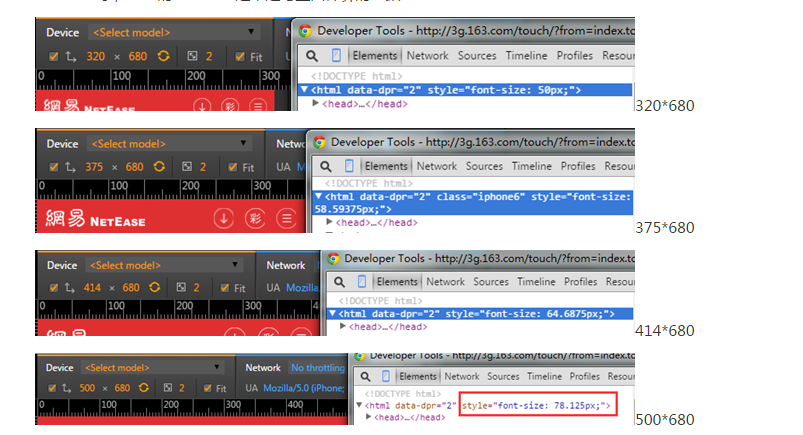 Device <Select model> ▼
320 × 680 2 Fit
0 100 200 300
網易 NETEASE 彩
Developer Tools - http://3g.163.com/touch/?from=index.to
Elements Network Sources Timeline Profiles Resour
<!DOCTYPE html>
▼<html data-dpr="2" style="font-size: 50px;">
▶<head>…</head>
320*680
Device <Select model> ▼ Netwo
375 × 680 2 Fit UA M
0 100 200 300
網易 NETEASE 彩
Developer Tools - http://3g.163.com/touch/?from=index.to
Elements Network Sources Timeline Profiles Resou
<!DOCTYPE html>
▼<html data-dpr="2" class="iphone6" style="font-size:
58.59375px;">
▶<head>…</head>
375*680
Device <Select model> ▼ Network
414 × 680 2 Fit UA Mozilla
0 100 200 300
Developer Tools - http://3g.163.com/touch/?from=index.to
Elements Network Sources Timeline Profiles
<!DOCTYPE html>
▼<html data-dpr="2" style="font-size: 64.6875px;">
▶<head>…</head>
414*680
Device <Select model> ▼ Network No throttling
500 × 680 2 Fit UA Mozilla/5.0 (iPhone;
0 100 200 300 400
Developer Tools - http://3g.163.com/touch/?from=index.to
Elements Network Sources Timeline Profiles
<!DOCTYPE html>
▼<html data-dpr="2" style="font-size: 78.125px;">
▶<head>…</head>
500*680